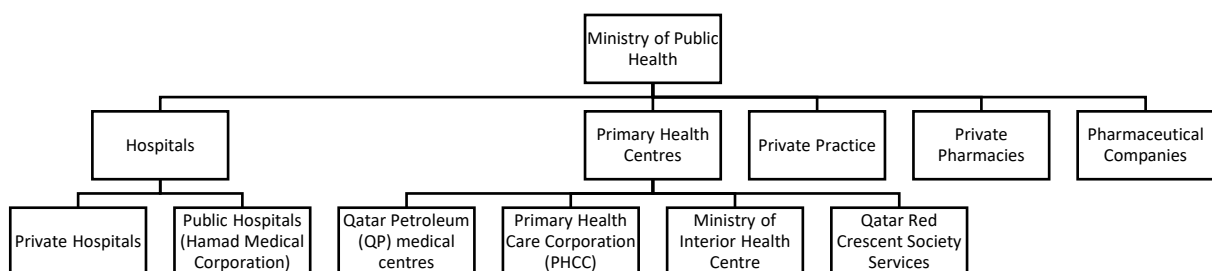 Ministry of Public
Health
Hospitals
Primary Health
Centres
Private Practice
Private
Pharmacies
Pharmaceutical
Companies
Private Hospitals
Public Hospitals
(Hamad Medical
Corporation)
Qatar Petroleum
(QP) medical
centres
Primary Health
Care Corporation
(PHCC)
Ministry of
Interior Health
Centre
Qatar Red
Crescent Society
Services